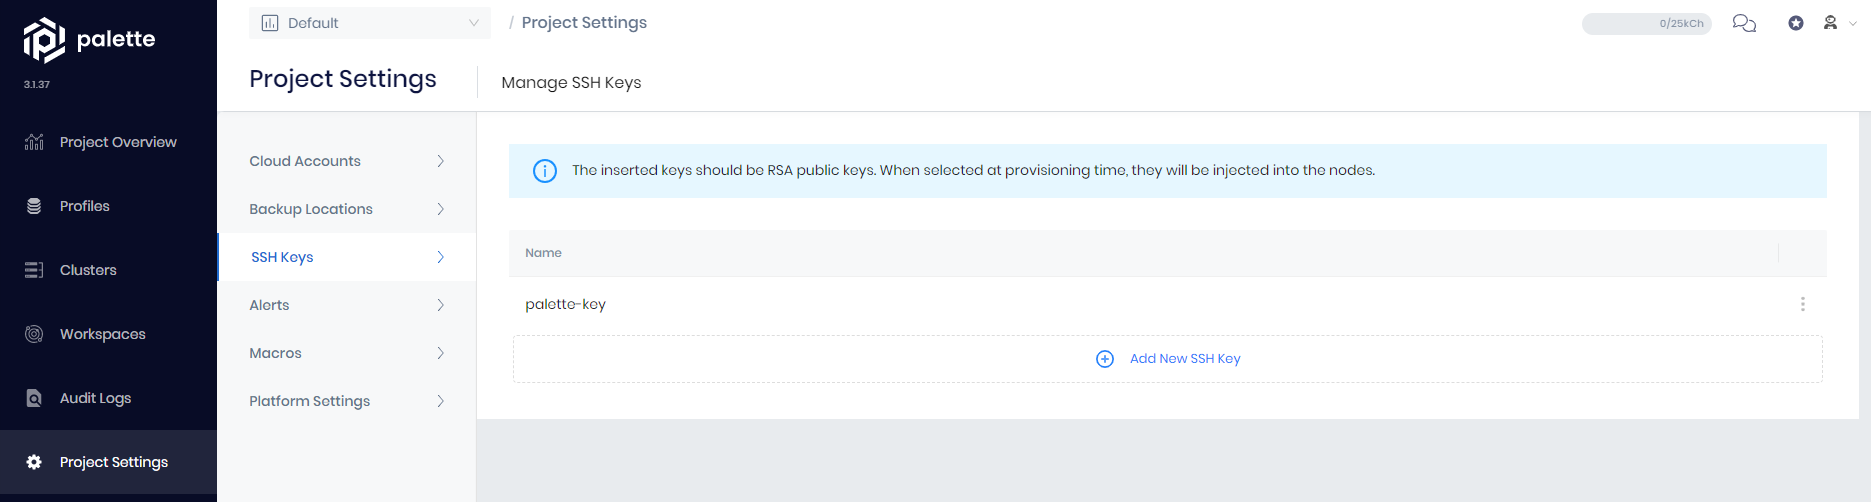 palette
3.1.37
Project Overview
Profiles
Clusters
Workspaces
Audit Logs
Project Settings
Default
/ Project Settings
0/25kCh
Project Settings
Manage SSH Keys
Cloud Accounts
Backup Locations
SSH Keys
Alerts
Macros
Platform Settings
The inserted keys should be RSA public keys. When selected at provisioning time, they will be injected into the nodes.
Name
palette-key
Add New SSH Key